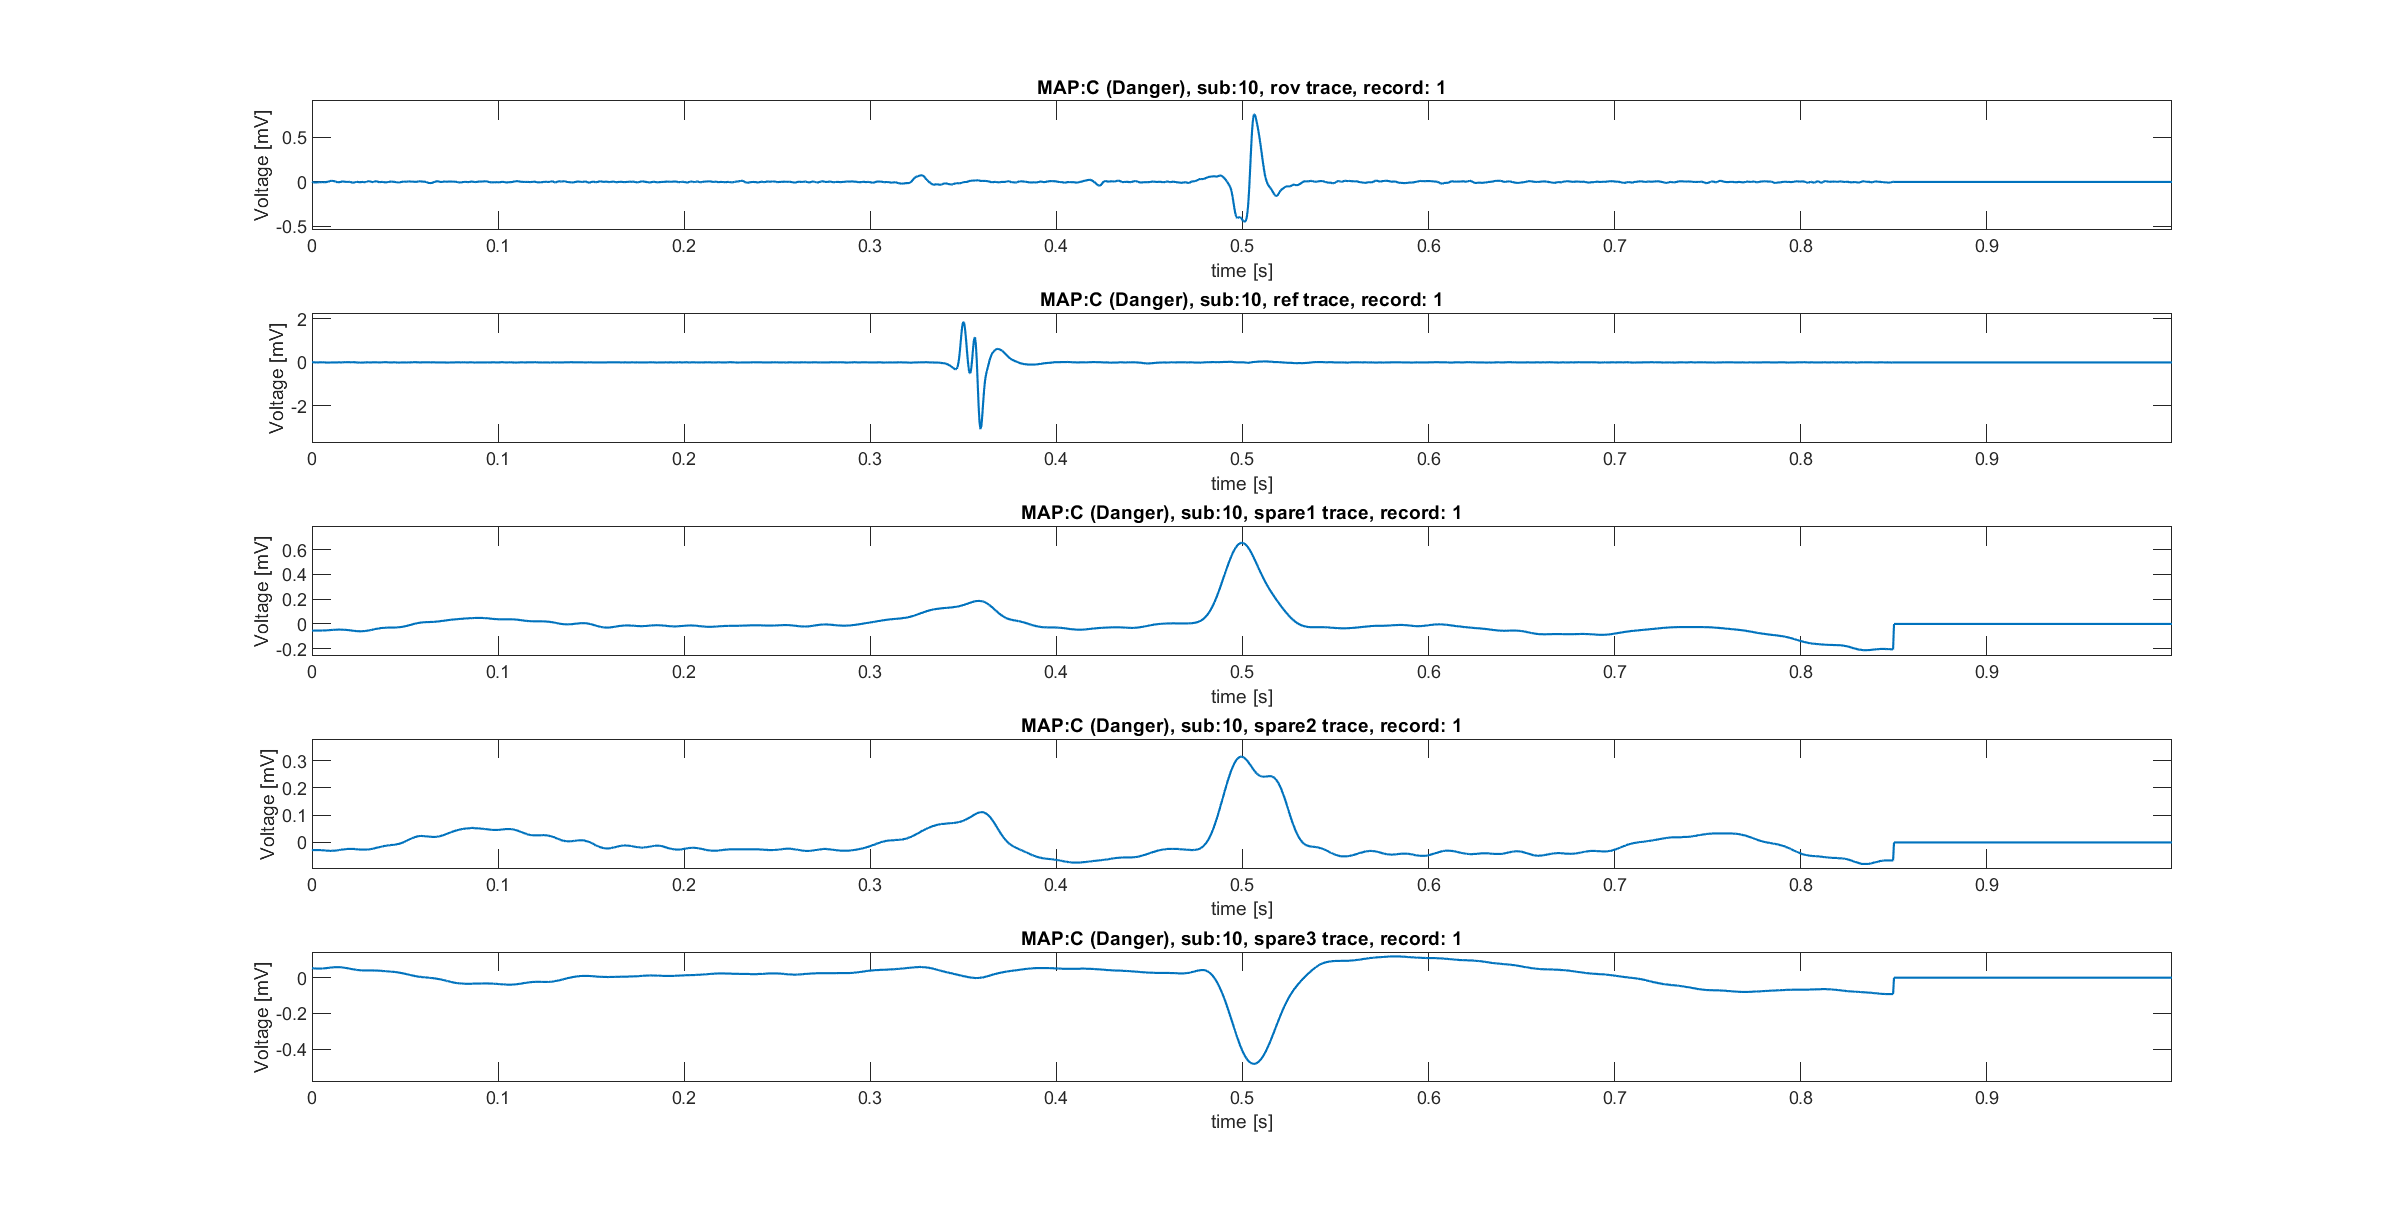 MAP:C (Danger), sub:10, rov trace, record: 1
Voltage [mV]
0.5
0
-0.5
0 0.1 0.2 0.3 0.4 0.5 0.6 0.7 0.8 0.9
time [s]
MAP:C (Danger), sub:10, ref trace, record: 1
Voltage [mV]
2
0
-2
0 0.1 0.2 0.3 0.4 0.5 0.6 0.7 0.8 0.9
time [s]
MAP:C (Danger), sub:10, spare1 trace, record: 1
Voltage [mV]
0.6
0.4
0.2
0
-0.2
0 0.1 0.2 0.3 0.4 0.5 0.6 0.7 0.8 0.9
time [s]
MAP:C (Danger), sub:10, spare2 trace, record: 1
Voltage [mV]
0.3
0.2
0.1
0
0 0.1 0.2 0.3 0.4 0.5 0.6 0.7 0.8 0.9
time [s]
MAP:C (Danger), sub:10, spare3 trace, record: 1
Voltage [mV]
0
-0.2
-0.4
0 0.1 0.2 0.3 0.4 0.5 0.6 0.7 0.8 0.9
time [s]